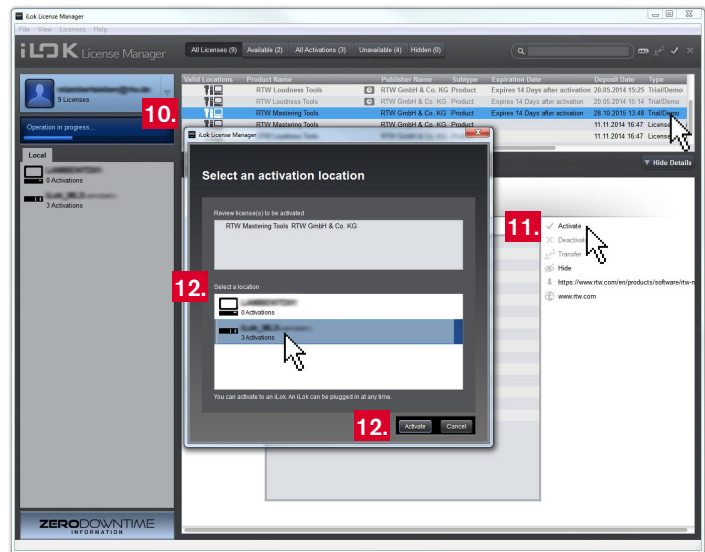 iLok License Manager
File View Licenses Help
iLOK License Manager
All Licenses (9) Available (2) All Activations (3) Unavailable (4) Hidden (0)
9 Licenses
10.
Operation in progress...
Local
0 Activations
3 Activations
Valid Locations Product Name Publisher Name Subtype Expiration Date Deposit Date Type
RTW Loudness Tools RTW GmbH & Co. KG Product Expires 14 Days after activation 20.05.2014 15:25 Trial/Demo
RTW Loudness Tools RTW GmbH & Co. KG Product Expires 14 Days after activation 20.05.2014 15:14 Trial/Demo
RTW Mastering Tools RTW GmbH & Co. KG Product Expires 14 Days after activation 28.10.2015 13:48 Trial/Demo
RTW Mastering Tools RTW GmbH & Co. KG Product 11.11.2014 16:47 License
11.11.2014 16:47 License
Hide Details
iLok License Manager
Select an activation location
Review license(s) to be activated
RTW Mastering Tools RTW GmbH & Co. KG
12.
Select a location
0 Activations
3 Activations
You can activate to an iLok. An iLok can be plugged in at any time.
12.
Activate Cancel
11.
Activate
Deactivate
Transfer
Hide
https://www.rtw.com/en/products/software/rtw-
www.rtw.com
ZERODOWNTIME
INFORMATION